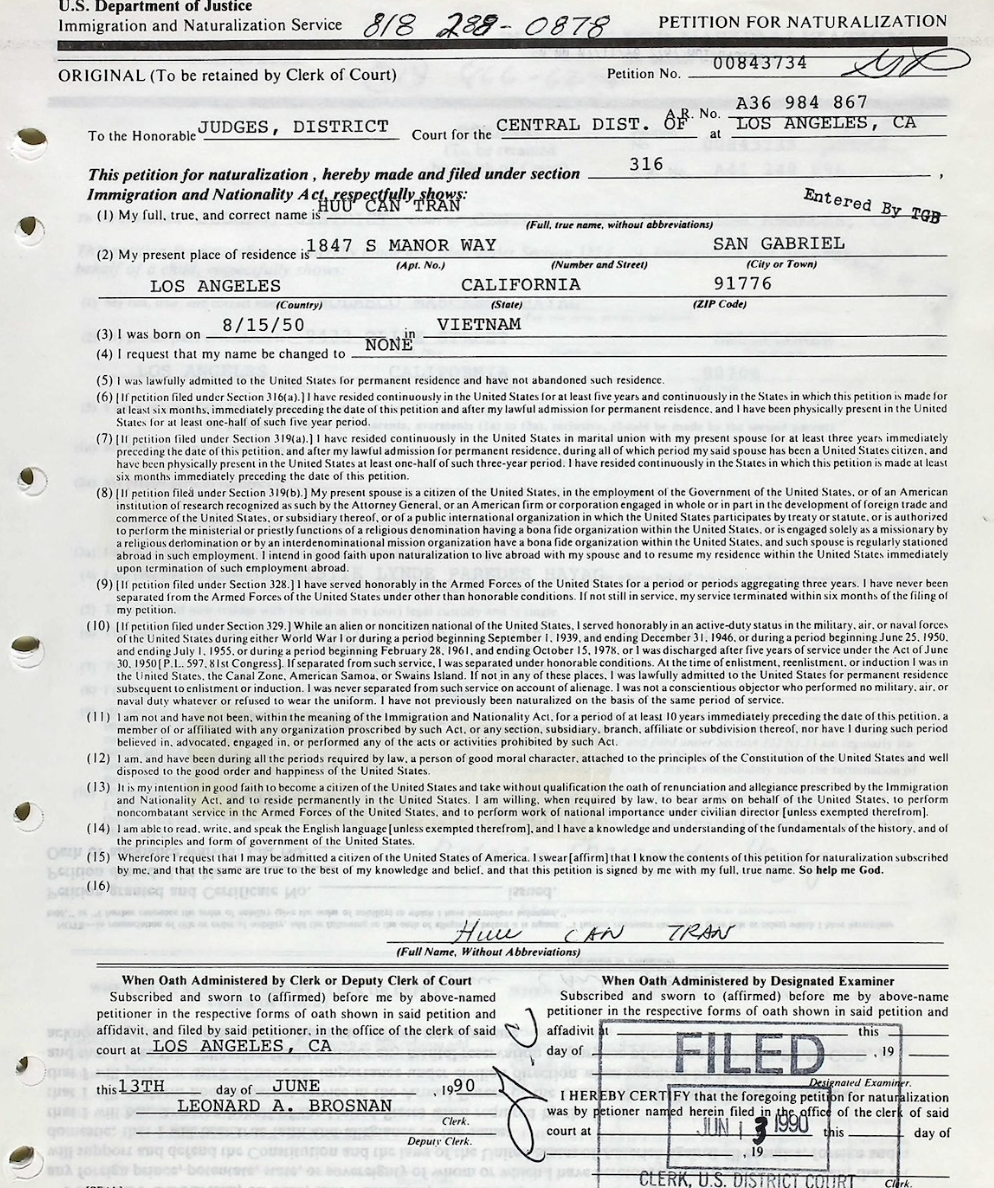 U.S. Department of Justice
Immigration and Naturalization Service 818 288-0878 PETITION FOR NATURALIZATION
ORIGINAL (To be retained by Clerk of Court) Petition No. 00843734
A.R. No. A36 984 867
To the Honorable JUDGES, DISTRICT Court for the CENTRAL DIST. OF at LOS ANGELES, CA
This petition for naturalization , hereby made and filed under section 316 ,
Immigration and Nationality Act, respectfully shows:
Entered By TGB
(1) My full, true, and correct name is HUU CAN TRAN
(Full, true name, without abbreviations)
(2) My present place of residence is 1847 S MANOR WAY SAN GABRIEL
(Apt. No.) (Number and Street) (City or Town)
LOS ANGELES CALIFORNIA 91776
(Country) (State) (ZIP Code)
(3) I was born on 8/15/50 in VIETNAM
(4) I request that my name be changed to NONE
(5) I was lawfully admitted to the United States for permanent residence and have not abandoned such residence.
(6) [If petition filed under Section 316(a).] I have resided continuously in the United States for at least five years and continuously in the States in which this petition is made for
at least six months, immediately preceding the date of this petition and after my lawful admission for permanent reisdence, and I have been physically present in the United
States for at least one-half of such five year period.
(7) [If petition filed under Section 319(a).] I have resided continuously in the United States in marital union with my present spouse for at least three years immediately
preceding the date of this petition, and after my lawful admission for permanent residence, during all of which period my said spouse has been a United States citizen, and
have been physically present in the United States at least one-half of such three-year period. I have resided continuously in the States in which this petition is made at least
six months immediately preceding the date of this petition.
(8) [If petition filed under Section 319(b).] My present spouse is a citizen of the United States, in the employment of the Government of the United States, or of an American
institution of research recognized as such by the Attorney General, or an American firm or corporation engaged in whole or in part in the development of foreign trade and
commerce of the United States, or subsidiary thereof, or of a public international organization in which the United States participates by treaty or statute, or is authorized
to perform the ministerial or priestly functions of a religious denomination having a bona fide organization within the United States, or is engaged solely as a missionary by
a religious derdomination or by an interdenominational mission organization have a bona fide organization within the United States, and such spouse is regularly stationed
abroad in such employment. I intend in good faith upon naturalization to live abroad with my spouse and to resume my residence within the United States immediately
upon termination of such employment abroad.
(9) [If petition filed under Section 328.] I have served honorably in the Armed Forces of the United States for a period or periods aggregating three years. I have never been
separated from the Armed Forces of the United States under other than honorable conditions. If not still in service, my service terminated within six months of the filing of
my petition.
(10) [If petition filed under Section 329.] While an alien or noncitizen national of the United States, I served honorably in an active-duty status in the military, air, or naval forces
of the United States during either World War I or during a period beginning September 1, 1939, and ending December 31, 1946, or during a period beginning June 25, 1950,
and ending July 1, 1955, or during a period beginning February 28, 1961, and ending October 15, 1978, or I was discharged after five years of service under the Act of June
30, 1950 [P.L. 597, 81st Congress]. If separated from such service, I was separated under honorable conditions. At the time of enlistment, reenlistment, or induction I was in
the United States, the Canal Zone, American Samoa, or Swains Island. If not in any of these places, I was lawfully admitted to the United States for permanent residence
subsequent to enlistment or induction. I was never separated from such service on account of alienage. I was not a conscientious objector who performed no military, air, or
naval duty whatever or refused to wear the uniform. I have not previously been naturalized on the basis of the same period of service.
(11) I am not and have not been, within the meaning of the Immigration and Nationality Act, for a period of at least 10 years immediately preceding the date of this petition, a
member of or affiliated with any organization proscribed by such Act, or any section, subsidiary, branch, affiliate or subdivision thereof, nor have I during such period
believed in, advocated, engaged in, or performed any of the acts or activities prohibited by such Act.
(12) I am, and have been during all the periods required by law, a person of good moral character, attached to the principles of the Constitution of the United States and well
disposed to the good order and happiness of the United States.
(13) It is my intention in good faith to become a citizen of the United States and take without qualification the oath of renunciation and allegiance prescribed by the Immigration
and Nationality Act, and to reside permanently in the United States. I am willing, when required by law, to bear arms on behalf of the United States, to perform
noncombatant service in the Armed Forces of the United States, and to perform work of national importance under civilian director [unless exempted therefrom].
(14) I am able to read, write, and speak the English language [unless exempted therefrom], and I have a knowledge and understanding of the fundamentals of the history, and of
the principles and form of government of the United States.
(15) Wherefore I request that I may be admitted a citizen of the United States of America. I swear [affirm] that I know the contents of this petition for naturalization subscribed
by me, and that the same are true to the best of my knowledge and belief, and that this petition is signed by me with my full, true name. So help me God.
(16)
Huu CAN TRAN
(Full Name, Without Abbreviations)
When Oath Administered by Clerk or Deputy Clerk of Court
Subscribed and sworn to (affirmed) before me by above-named
petitioner in the respective forms of oath shown in said petition and
affidavit, and filed by said petitioner, in the office of the clerk of said
court at LOS ANGELES, CA
this 13TH day of JUNE , 19 90
LEONARD A. BROSNAN
Clerk.
Deputy Clerk.
When Oath Administered by Designated Examiner
Subscribed and sworn to (affirmed) before me by above-name
petitioner in the respective forms of oath shown in said petition and
affadivit at this
day of , 19
Designated Examiner.
I HEREBY CERTIFY that the foregoing petition for naturalization
was by petioner named herein filed in the office of the clerk of said
court at this day of
, 19
Clerk.
FILED
JUN 13 1990
CLERK, U.S. DISTRICT COURT